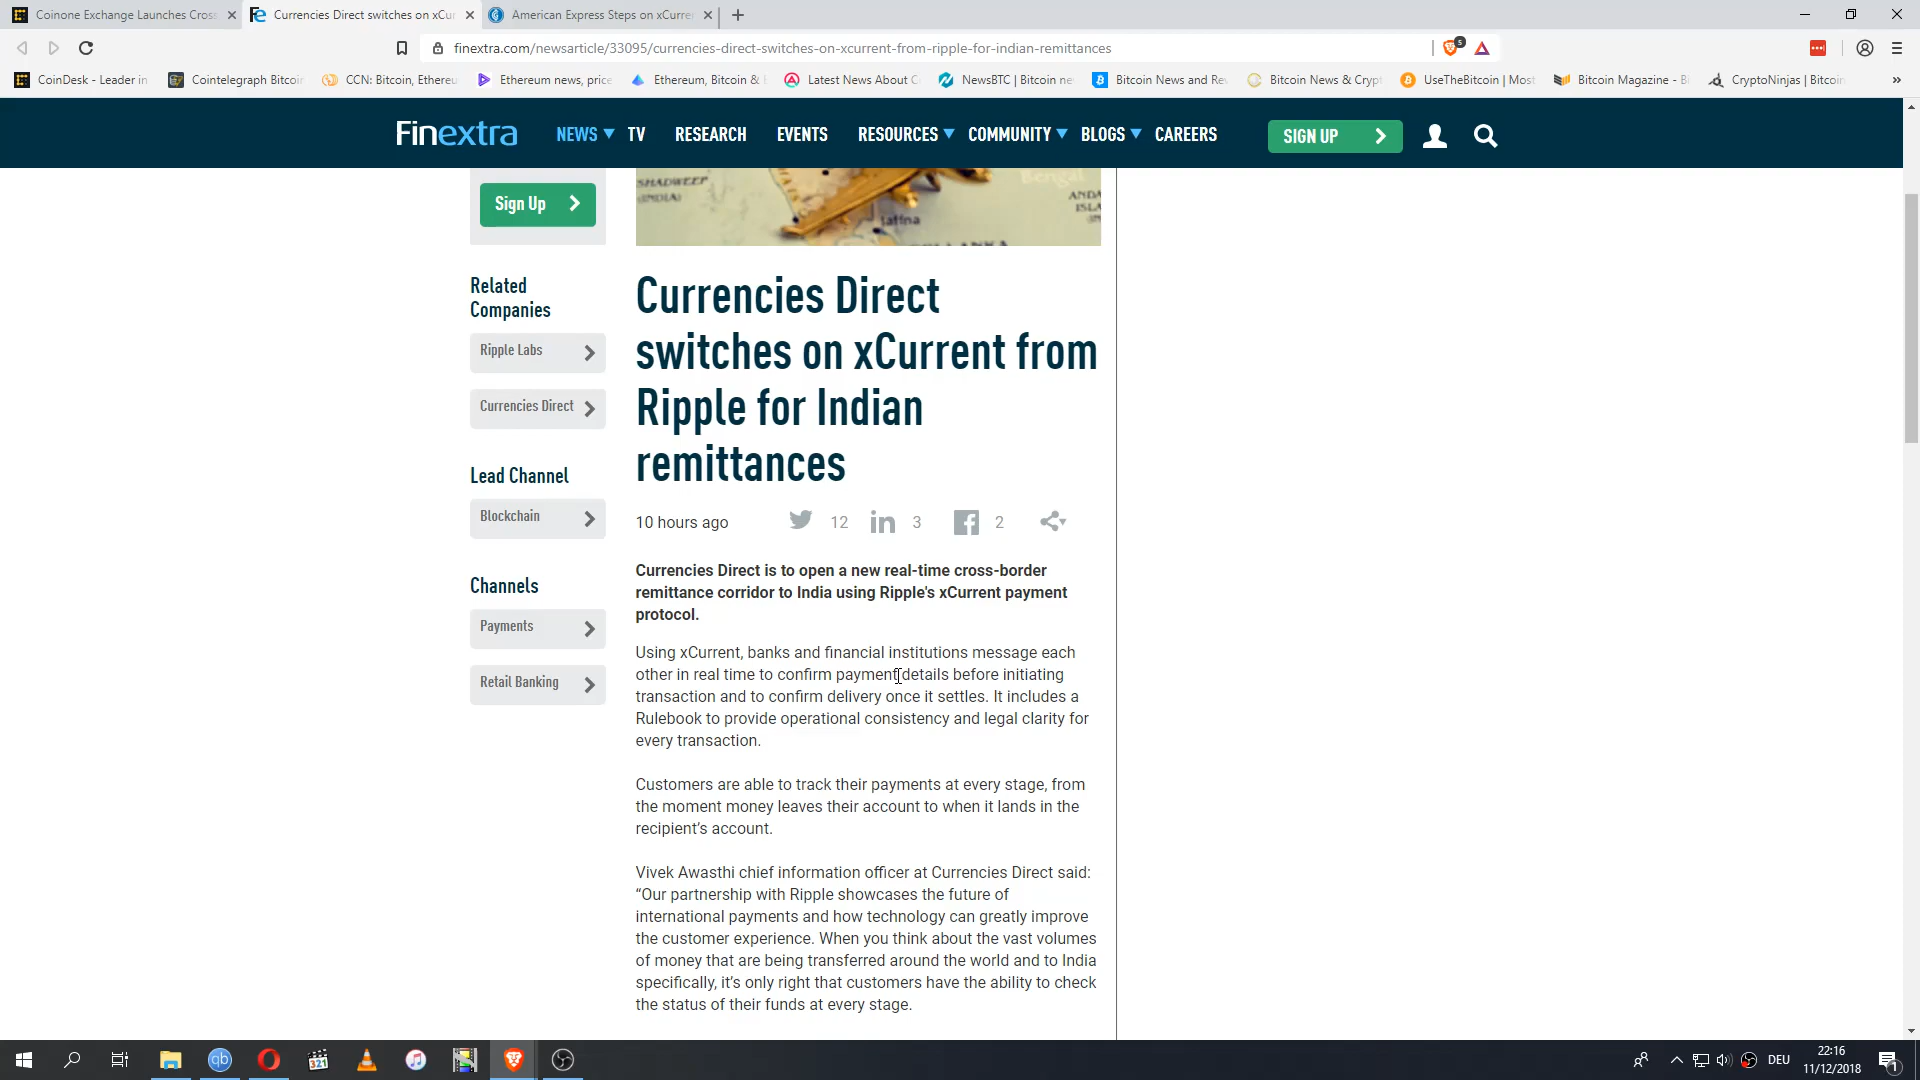 Coinone Exchange Launches Cross
Currencies Direct switches on xCur
American Express Steps on xCurre
finextra.com/newsarticle/33095/currencies-direct-switches-on-xcurrent-from-ripple-for-indian-remittances
5
CoinDesk - Leader in
Cointelegraph Bitcoin
CCN: Bitcoin, Ethereu
Ethereum news, price
Ethereum, Bitcoin &
Latest News About C
NewsBTC | Bitcoin ne
Bitcoin News and Rev
Bitcoin News & Crypt
UseTheBitcoin | Most
Bitcoin Magazine - Bi
CryptoNinjas | Bitcoin
»
Finextra
NEWS
TV
RESEARCH
EVENTS
RESOURCES
COMMUNITY
BLOGS
CAREERS
SIGN UP
Sign Up
SHADWEEP
(INDIA)
Bengal
Jaffna
Related
Companies
Ripple Labs
Currencies Direct
Lead Channel
Blockchain
Channels
Payments
Retail Banking
Currencies Direct
switches on xCurrent from
Ripple for Indian
remittances
10 hours ago
12
3
2
Currencies Direct is to open a new real-time cross-border
remittance corridor to India using Ripple's xCurrent payment
protocol.
Using xCurrent, banks and financial institutions message each
other in real time to confirm payment details before initiating
transaction and to confirm delivery once it settles. It includes a
Rulebook to provide operational consistency and legal clarity for
every transaction.
Customers are able to track their payments at every stage, from
the moment money leaves their account to when it lands in the
recipient’s account.
Vivek Awasthi chief information officer at Currencies Direct said:
“Our partnership with Ripple showcases the future of
international payments and how technology can greatly improve
the customer experience. When you think about the vast volumes
of money that are being transferred around the world and to India
specifically, it’s only right that customers have the ability to check
the status of their funds at every stage.
qb
321
DEU
22:16
11/12/2018
1